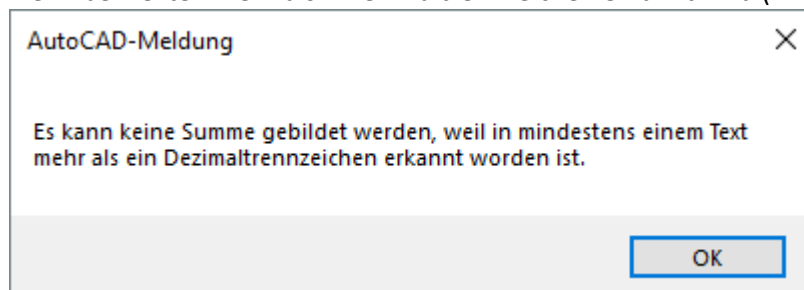 AutoCAD-Meldung
Es kann keine Summe gebildet werden, weil in mindestens einem Text
mehr als ein Dezimaltrennzeichen erkannt worden ist.
OK